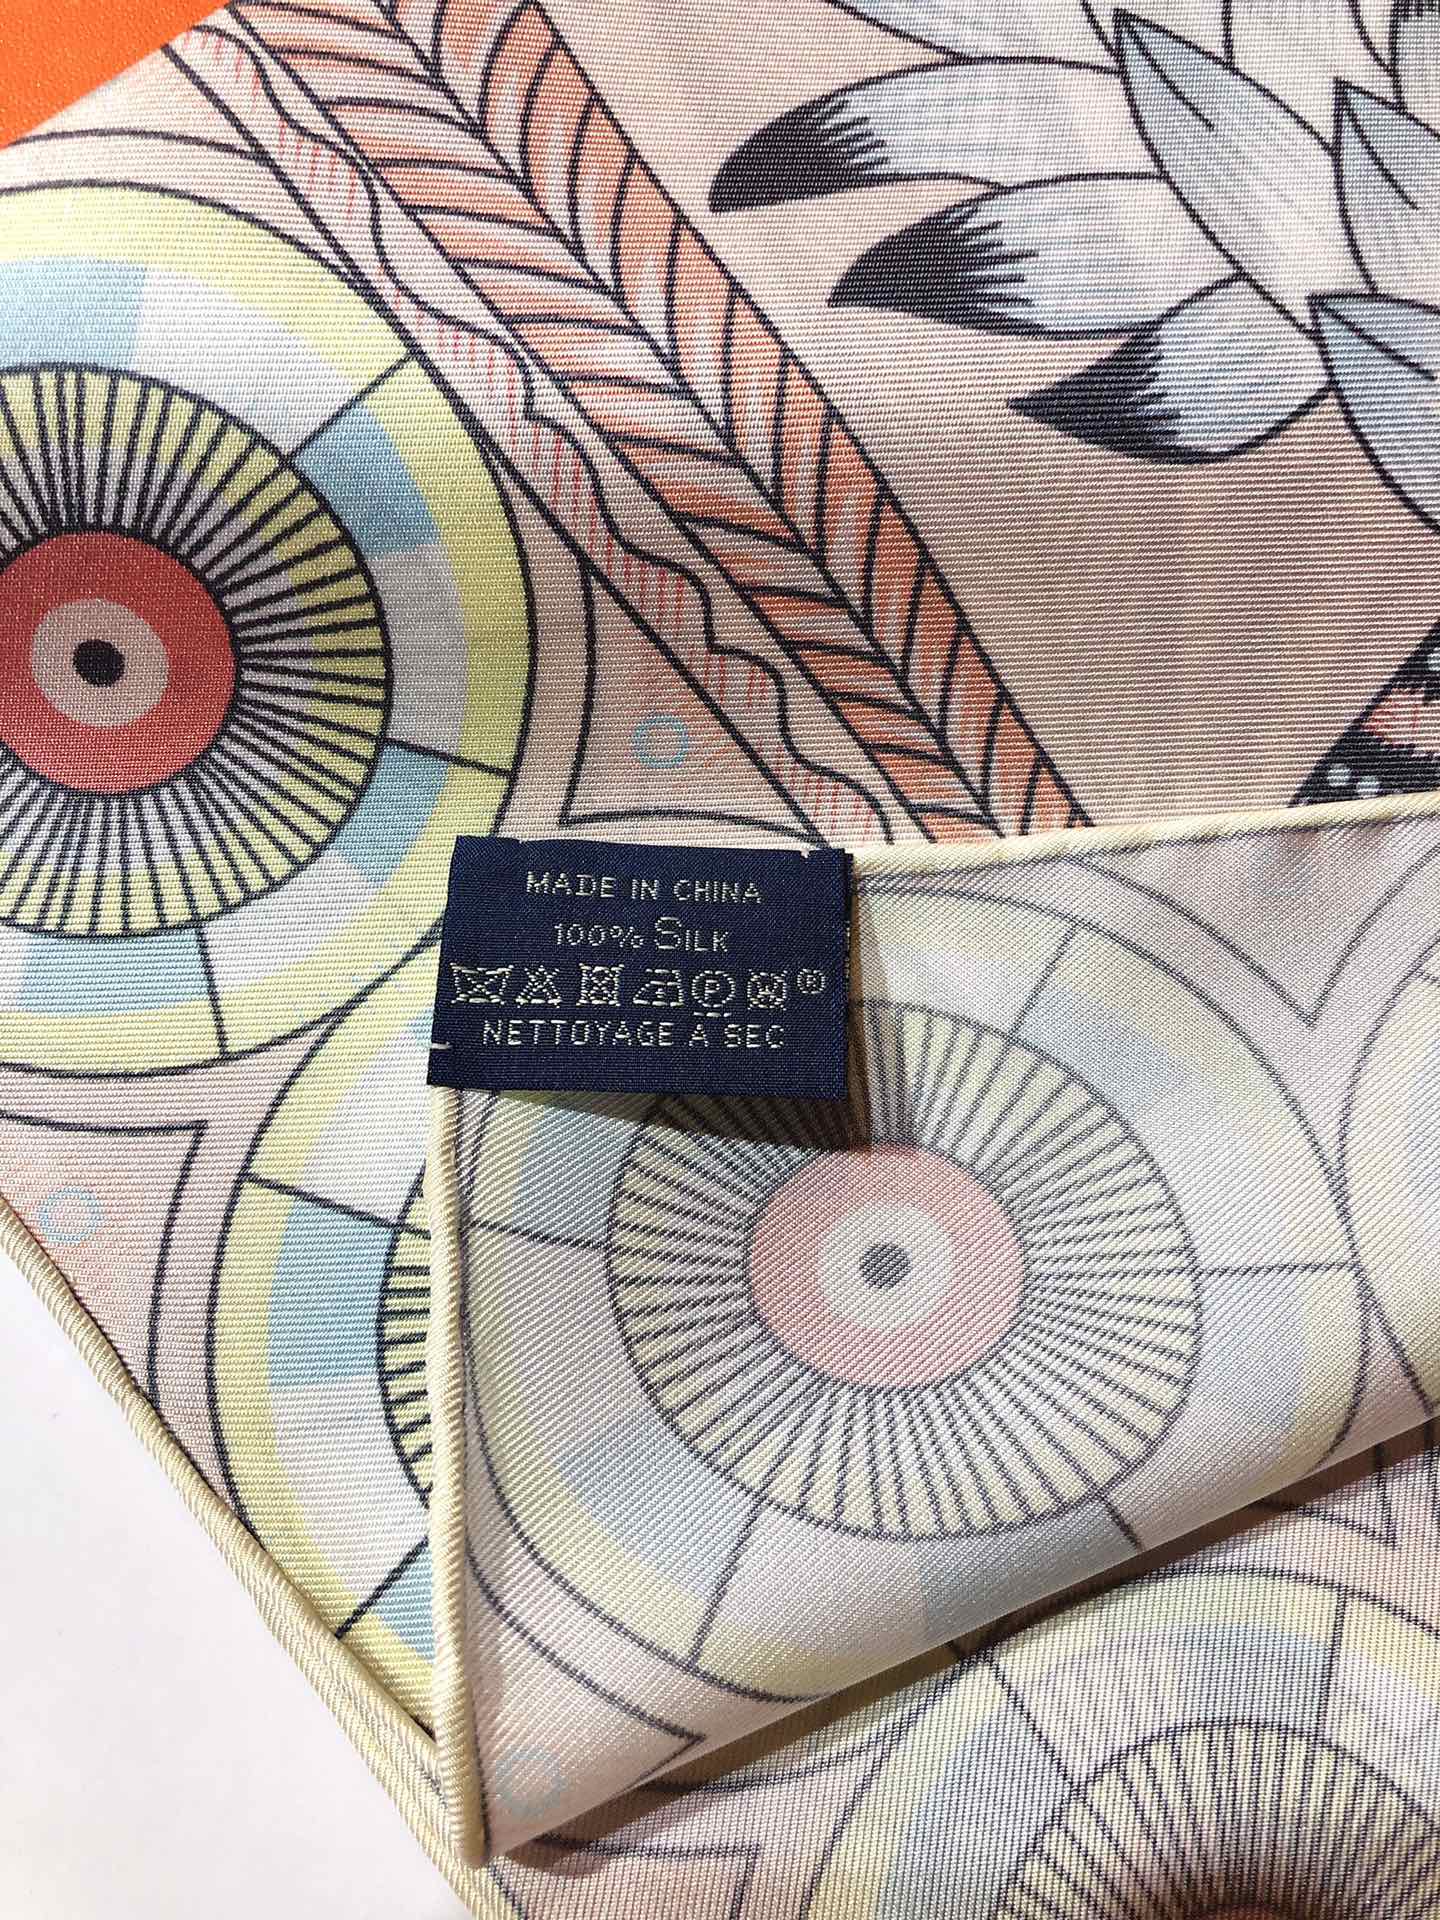 MADE IN CHINA
100% SILK
P W ®
NETTOYAGE À SEC